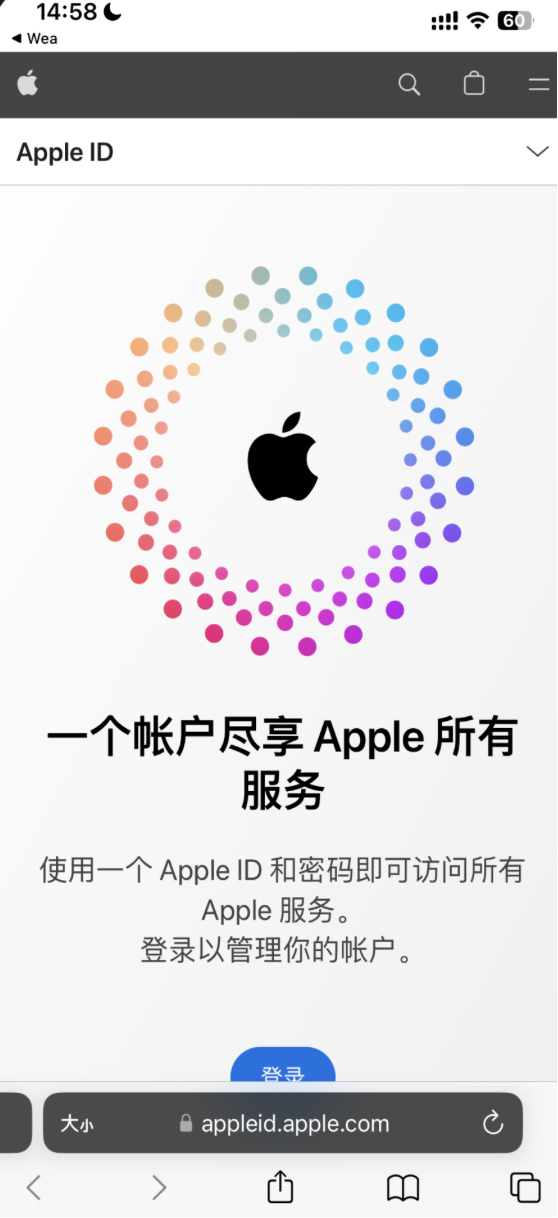 14:58
60
◀ Wea
Apple ID
一个帐户尽享 Apple 所有
服务
使用一个 Apple ID 和密码即可访问所有
Apple 服务。
登录以管理你的帐户。
登录
大小
appleid.apple.com